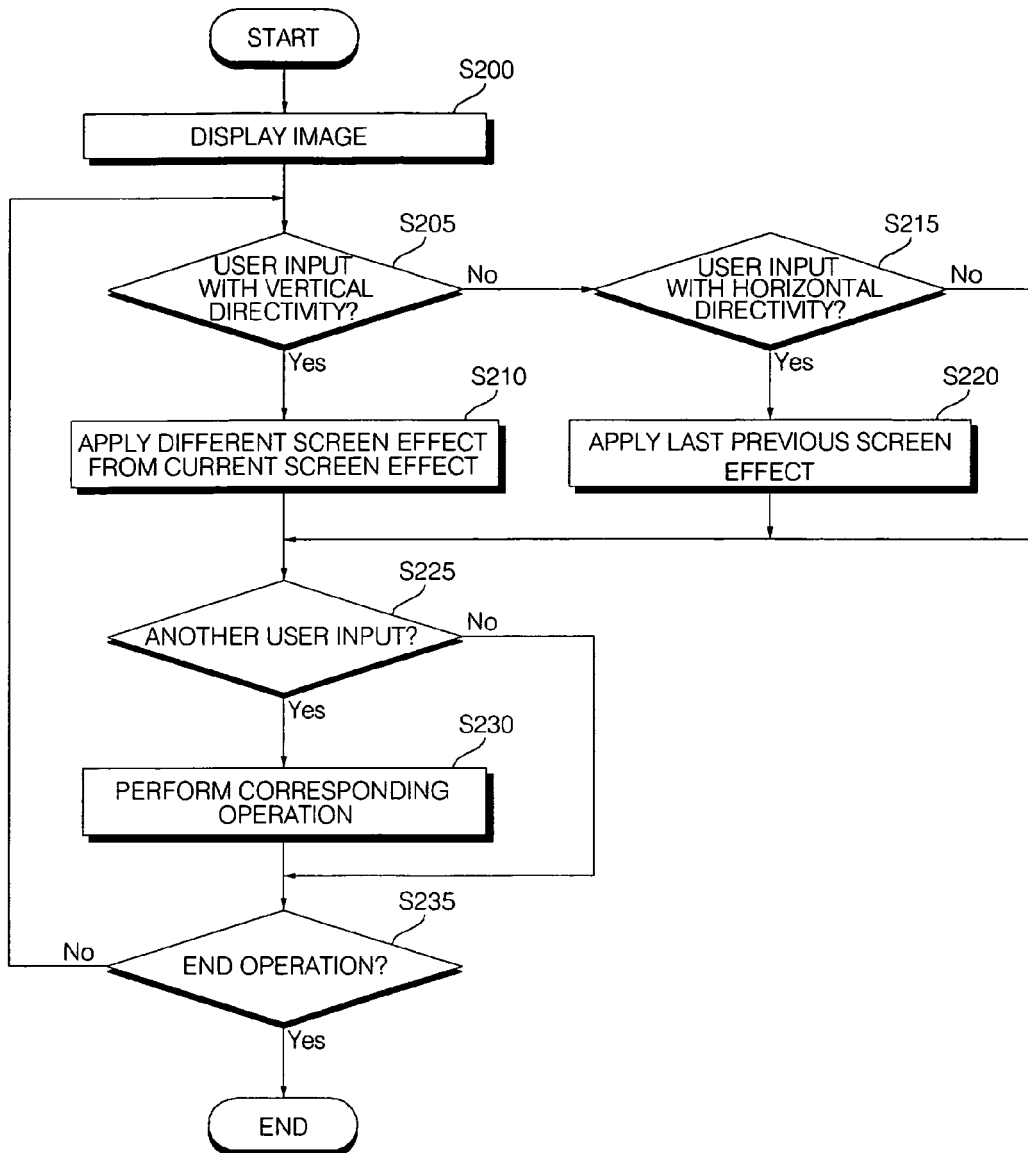 START
S200
DISPLAY IMAGE
S205
USER INPUT
WITH VERTICAL
DIRECTIVITY?
No
Yes
S215
USER INPUT
WITH HORIZONTAL
DIRECTIVITY?
No
Yes
S210
APPLY DIFFERENT SCREEN EFFECT
FROM CURRENT SCREEN EFFECT
S220
APPLY LAST PREVIOUS SCREEN
EFFECT
S225
ANOTHER USER INPUT?
No
Yes
S230
PERFORM CORRESPONDING
OPERATION
S235
END OPERATION?
No
Yes
END